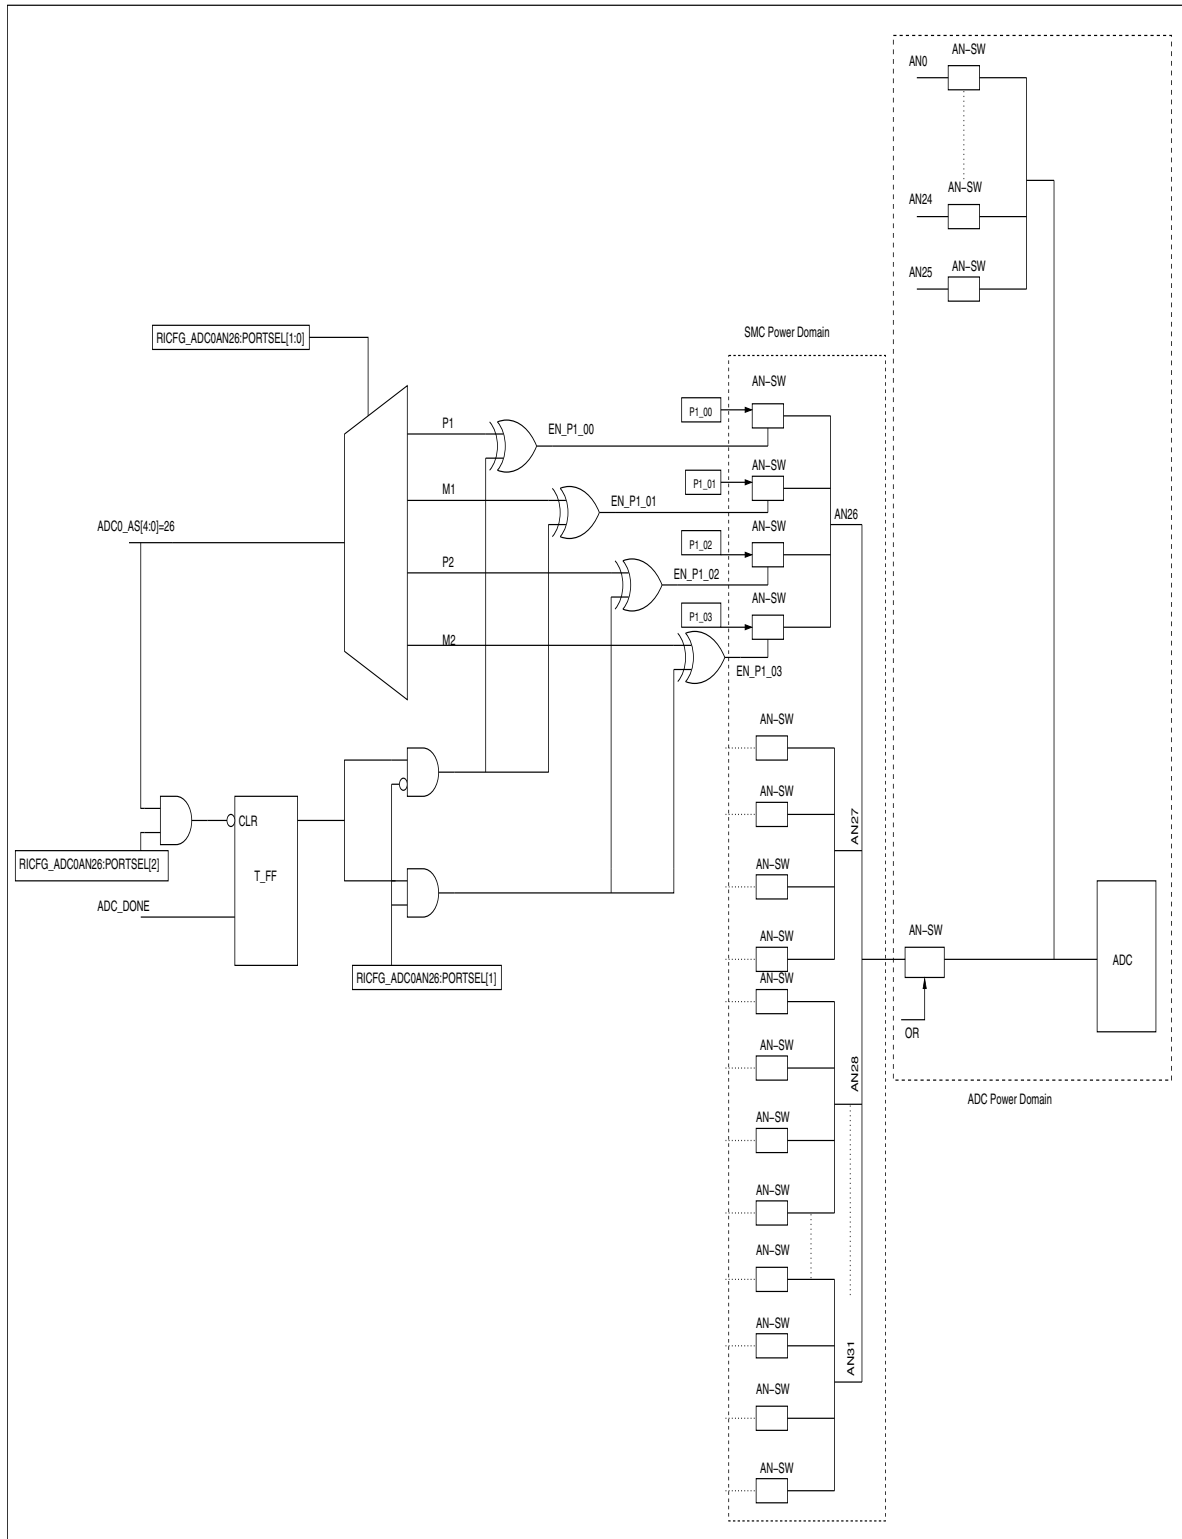 AN-SW
AN0
AN-SW
AN24
AN-SW
AN25
RICFG_ADC0AN26:PORTSEL[1:0]
SMC Power Domain
AN-SW
P1
P1_00
EN_P1_00
AN-SW
M1
P1_01
EN_P1_01
AN26
ADC0_AS[4:0]=26
AN-SW
P1_02
P2
EN_P1_02
AN-SW
P1_03
M2
EN_P1_03
AN-SW
AN-SW
AN27
CLR
RICFG_ADC0AN26:PORTSEL[2]
T_FF
AN-SW
ADC_DONE
AN-SW
AN-SW
ADC
RICFG_ADC0AN26:PORTSEL[1]
AN-SW
OR
AN-SW
AN28
ADC Power Domain
AN-SW
AN-SW
AN-SW
AN-SW
AN31
AN-SW
AN-SW